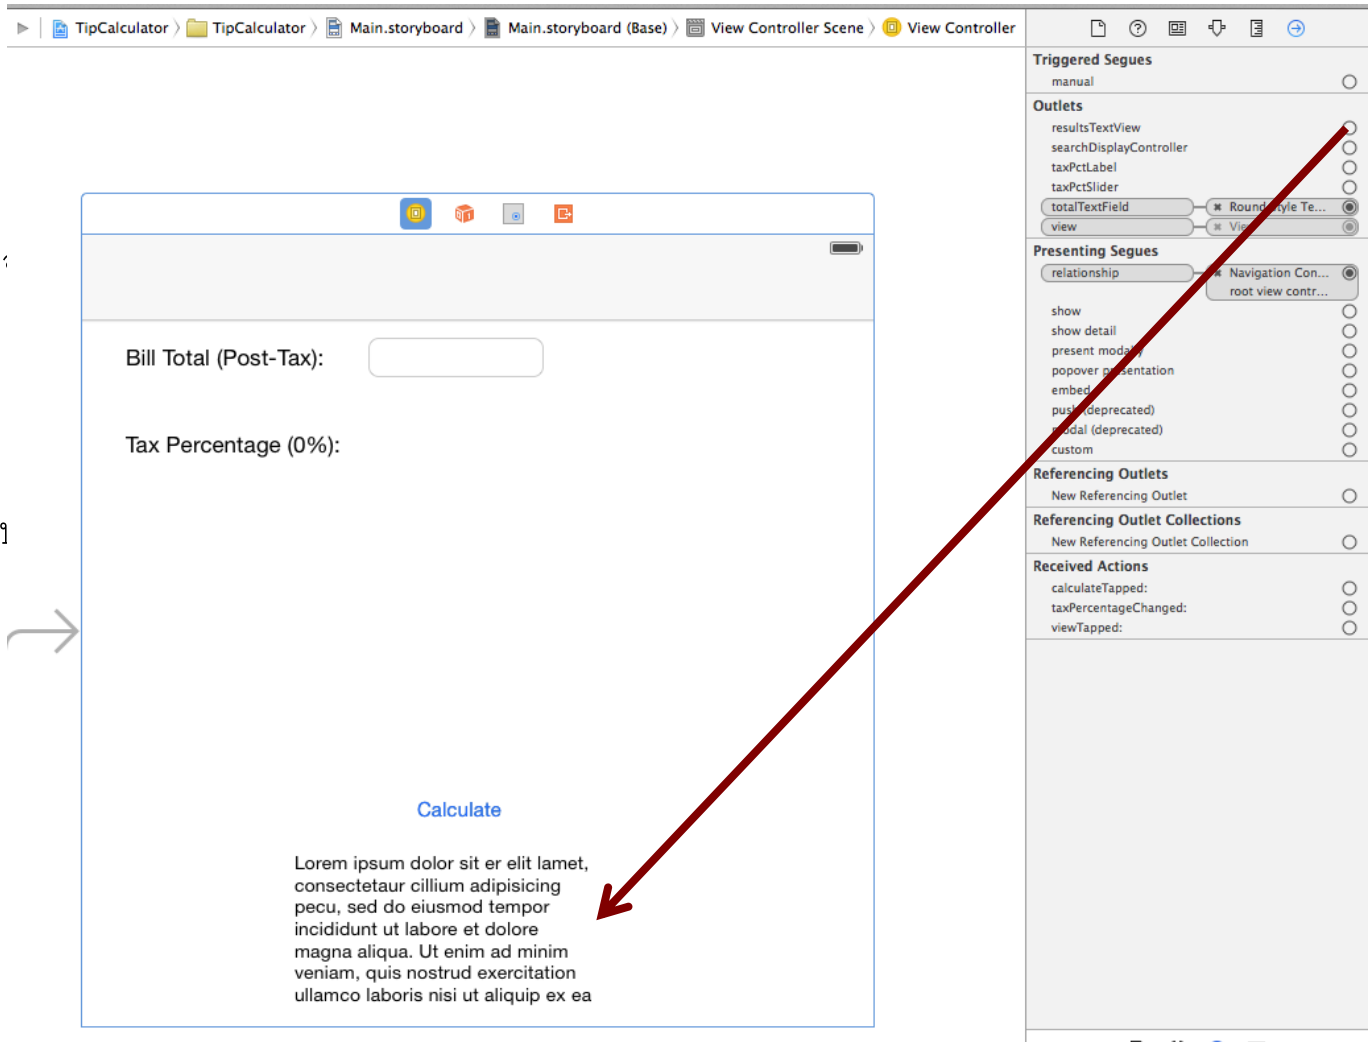 TipCalculator 〉 TipCalculator 〉 Main.storyboard 〉 Main.storyboard (Base) 〉 View Controller Scene 〉 View Controller
Bill Total (Post-Tax):
Tax Percentage (0%):
Calculate
Lorem ipsum dolor sit er elit lamet,
consectetaur cillium adipisicing
pecu, sed do eiusmod tempor
incididunt ut labore et dolore
magna aliqua. Ut enim ad minim
veniam, quis nostrud exercitation
ullamco laboris nisi ut aliquip ex ea
Triggered Segues
manual
Outlets
resultsTextView
searchDisplayController
taxPctLabel
taxPctSlider
totalTextField Round Style Te...
view View
Presenting Segues
relationship Navigation Con...
root view contr...
show
show detail
present modally
popover presentation
embed
push (deprecated)
modal (deprecated)
custom
Referencing Outlets
New Referencing Outlet
Referencing Outlet Collections
New Referencing Outlet Collection
Received Actions
calculateTapped:
taxPercentageChanged:
viewTapped: